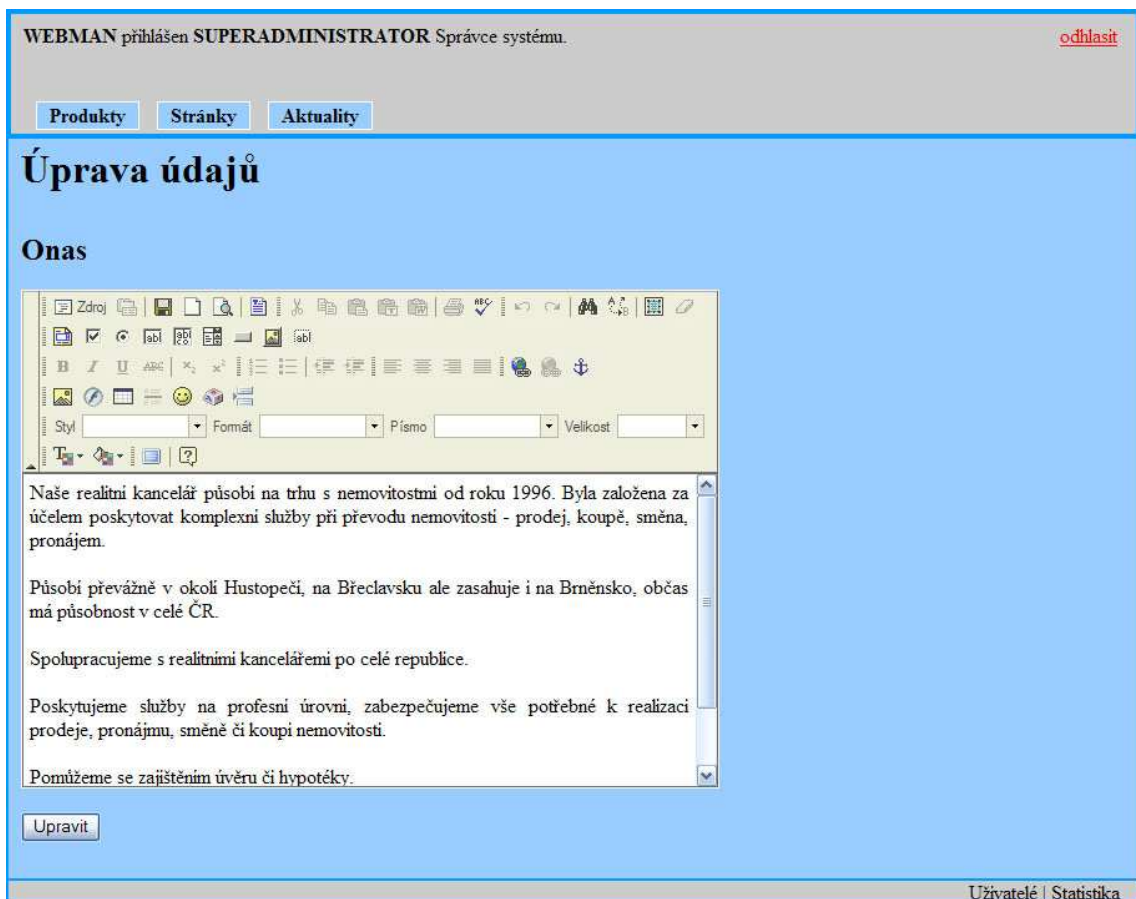 WEBMAN přihlášen SUPERADMINISTRATOR Správce systému. odhlasit
Produkty Stránky Aktuality
Úprava údajů
Onas
Zdroj
Styl Formát Písmo Velikost
Naše realitní kancelář působí na trhu s nemovitostmi od roku 1996. Byla založena za
účelem poskytovat komplexní služby při převodu nemovitosti - prodej, koupě, směna,
pronájem.
Působí převážně v okolí Hustopečí, na Břeclavsku ale zasahuje i na Brněnsko, občas
má působnost v celé ČR.
Spolupracujeme s realitními kancelářemi po celé republice.
Poskytujeme služby na profesní úrovni, zabezpečujeme vše potřebné k realizaci
prodeje, pronájmu, směně či koupi nemovitosti.
Pomůžeme se zajištěním úvěru či hypotéky.
Upravit
Uživatelé | Statistika